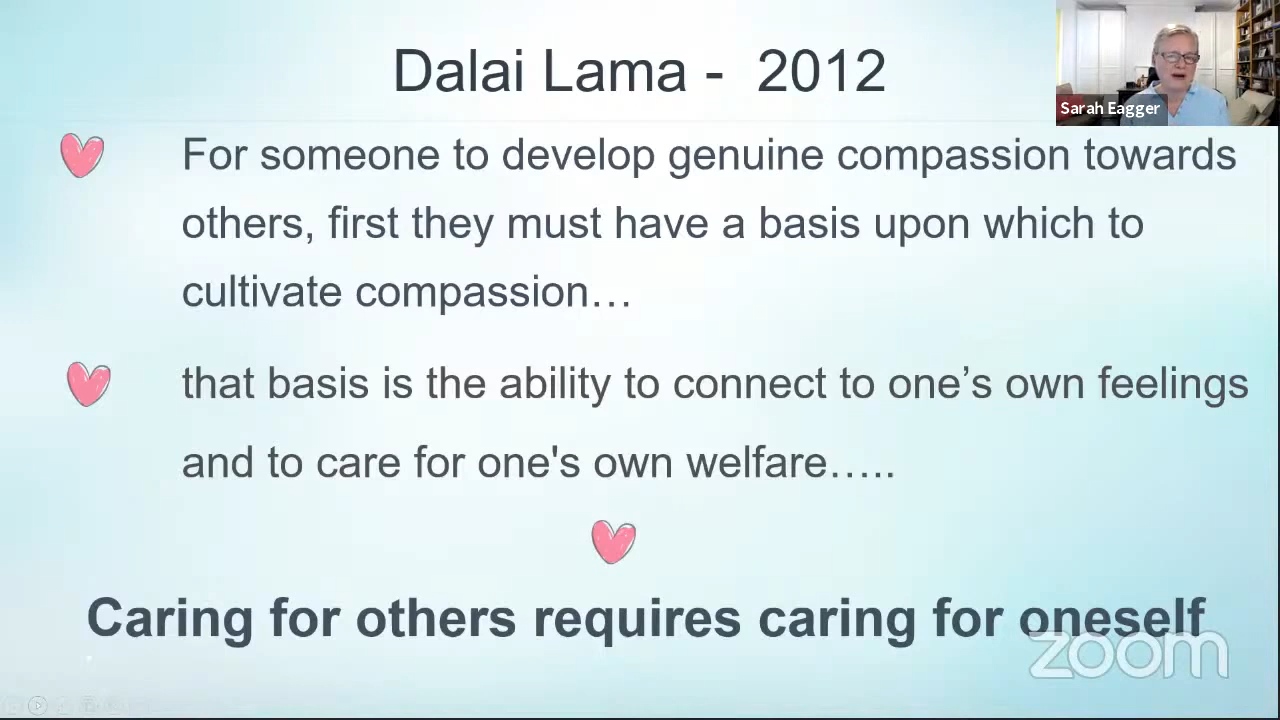 Dalai Lama -  2012
Sarah Eagger
For someone to develop genuine compassion towards
others, first they must have a basis upon which to
cultivate compassion…
that basis is the ability to connect to one’s own feelings
and to care for one's own welfare…..
Caring for others requires caring for oneself
zoom